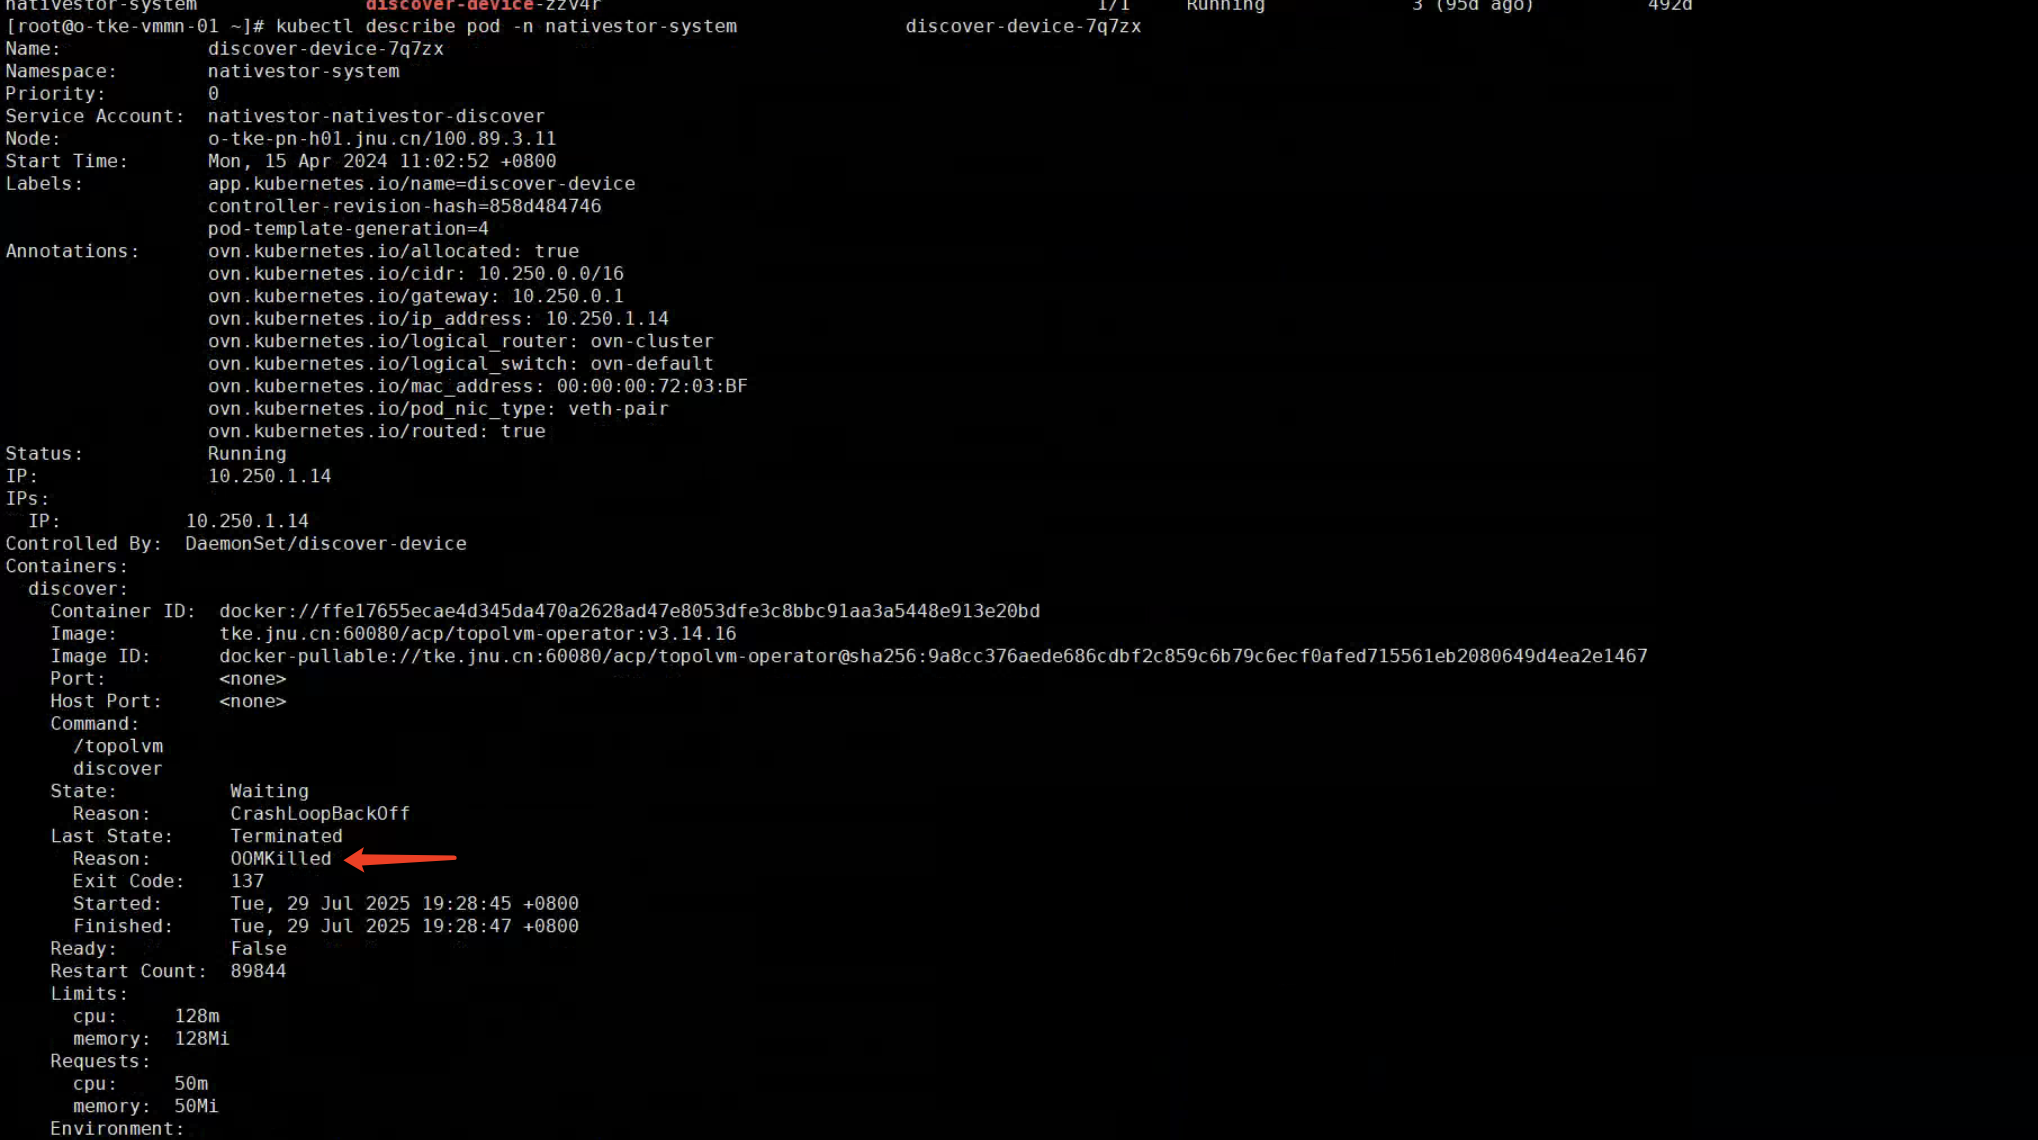 nativestor-system discover-device-zzv4r 1/1 Running 3 (95d ago) 492d
[root@o-tke-vmmn-01 ~]# kubectl describe pod -n nativestor-system discover-device-7q7zx
Name: discover-device-7q7zx
Namespace: nativestor-system
Priority: 0
Service Account: nativestor-nativestor-discover
Node: o-tke-pn-h01.jnu.cn/100.89.3.11
Start Time: Mon, 15 Apr 2024 11:02:52 +0800
Labels: app.kubernetes.io/name=discover-device
controller-revision-hash=858d484746
pod-template-generation=4
Annotations: ovn.kubernetes.io/allocated: true
ovn.kubernetes.io/cidr: 10.250.0.0/16
ovn.kubernetes.io/gateway: 10.250.0.1
ovn.kubernetes.io/ip_address: 10.250.1.14
ovn.kubernetes.io/logical_router: ovn-cluster
ovn.kubernetes.io/logical_switch: ovn-default
ovn.kubernetes.io/mac_address: 00:00:00:72:03:BF
ovn.kubernetes.io/pod_nic_type: veth-pair
ovn.kubernetes.io/routed: true
Status: Running
IP: 10.250.1.14
IPs:
IP: 10.250.1.14
Controlled By: DaemonSet/discover-device
Containers:
discover:
Container ID: docker://ffe17655ecae4d345da470a2628ad47e8053dfe3c8bbc91aa3a5448e913e20bd
Image: tke.jnu.cn:60080/acp/topolvm-operator:v3.14.16
Image ID: docker-pullable://tke.jnu.cn:60080/acp/topolvm-operator@sha256:9a8cc376aede686cdbf2c859c6b79c6ecf0afed715561eb2080649d4ea2e1467
Port: <none>
Host Port: <none>
Command:
/topolvm
discover
State: Waiting
Reason: CrashLoopBackOff
Last State: Terminated
Reason: OOMKilled
Exit Code: 137
Started: Tue, 29 Jul 2025 19:28:45 +0800
Finished: Tue, 29 Jul 2025 19:28:47 +0800
Ready: False
Restart Count: 89844
Limits:
cpu: 128m
memory: 128Mi
Requests:
cpu: 50m
memory: 50Mi
Environment: